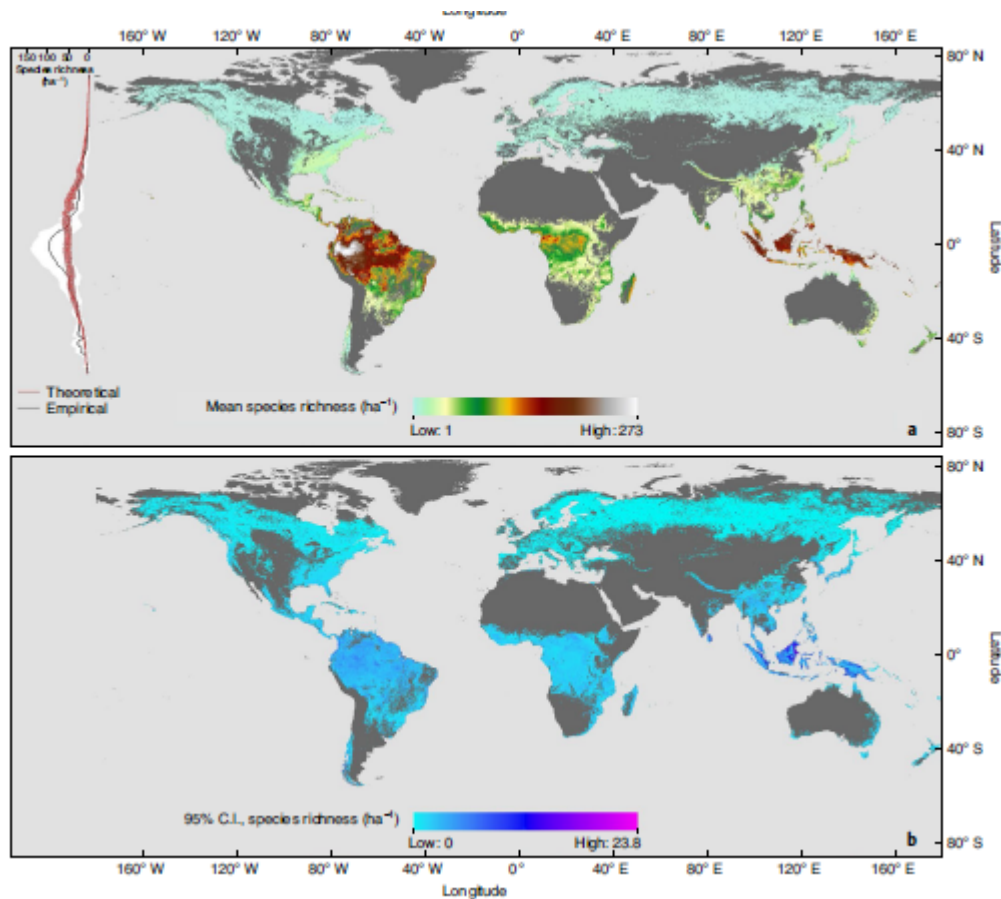 Longitude
160° W 120° W 80° W 40° W 0° 40° E 80° E 120° E 160° E
150 100 50 0
Species richness
(ha⁻¹)
80° N
40° N
0°
Latitude
40° S
80° S
Theoretical
Empirical
Mean species richness (ha⁻¹)
Low: 1 High: 273
a
80° N
40° N
0°
Latitude
40° S
80° S
95% C.I., species richness (ha⁻¹)
Low: 0 High: 23.8
b
160° W 120° W 80° W 40° W 0° 40° E 80° E 120° E 160° E
Longitude